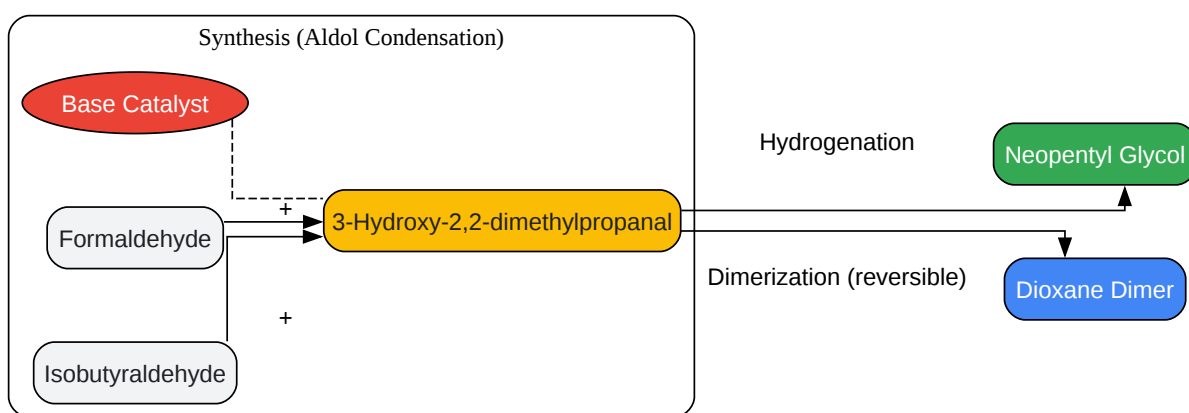 Synthesis (Aldol Condensation)
Base Catalyst
Formaldehyde
+
+
Isobutyraldehyde
3-Hydroxy-2,2-dimethylpropanal
Hydrogenation
Neopentyl Glycol
Dimerization (reversible)
Dioxane Dimer